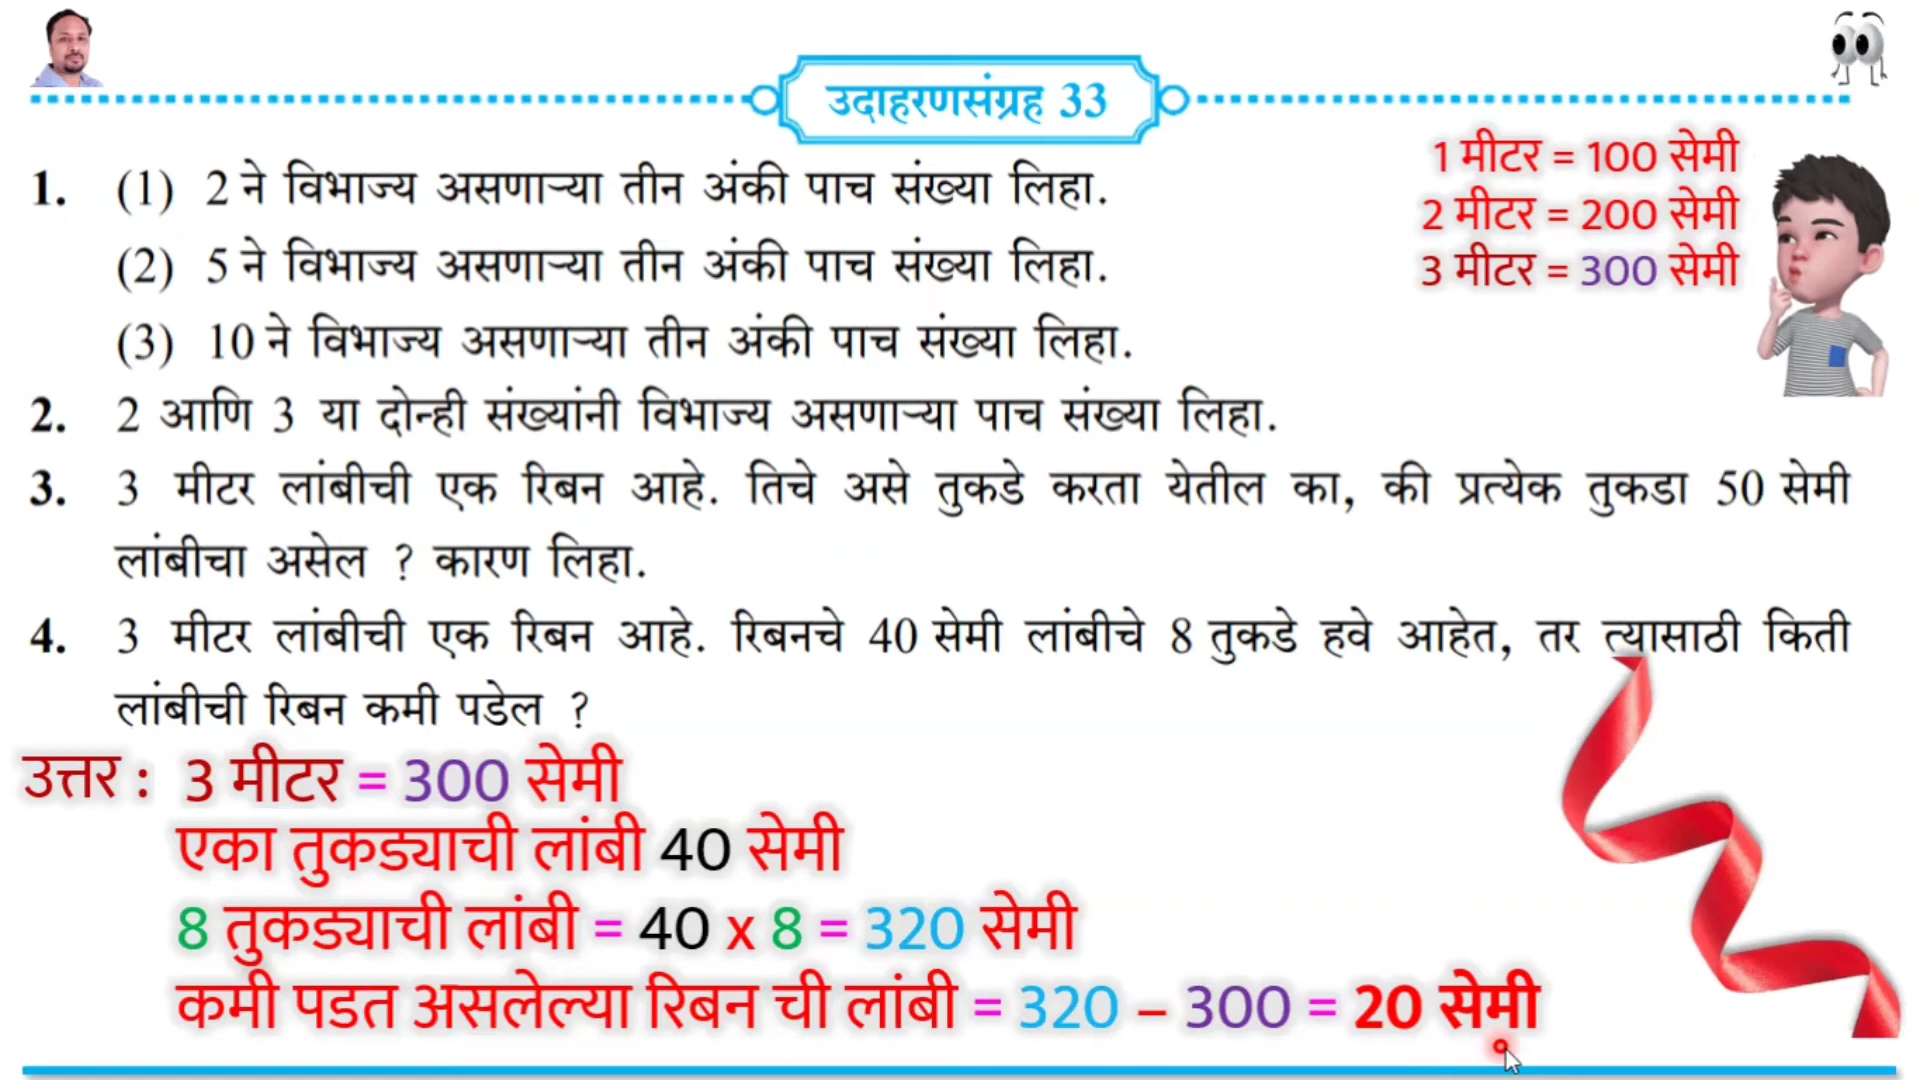 उदाहरणसंग्रह 33
1 मीटर = 100 सेमी
2 मीटर = 200 सेमी
3 मीटर = 300 सेमी
1. (1) 2 ने विभाज्य असणाऱ्या तीन अंकी पाच संख्या लिहा.
(2) 5 ने विभाज्य असणाऱ्या तीन अंकी पाच संख्या लिहा.
(3) 10 ने विभाज्य असणाऱ्या तीन अंकी पाच संख्या लिहा.
2. 2 आणि 3 या दोन्ही संख्यांनी विभाज्य असणाऱ्या पाच संख्या लिहा.
3. 3 मीटर लांबीची एक रिबन आहे. तिचे असे तुकडे करता येतील का, की प्रत्येक तुकडा 50 सेमी
लांबीचा असेल ? कारण लिहा.
4. 3 मीटर लांबीची एक रिबन आहे. रिबनचे 40 सेमी लांबीचे 8 तुकडे हवे आहेत, तर त्यासाठी किती
लांबीची रिबन कमी पडेल ?
उत्तर : 3 मीटर = 300 सेमी
एका तुकड्याची लांबी 40 सेमी
8 तुकड्याची लांबी = 40 x 8 = 320 सेमी
कमी पडत असलेल्या रिबन ची लांबी = 320 – 300 = 20 सेमी